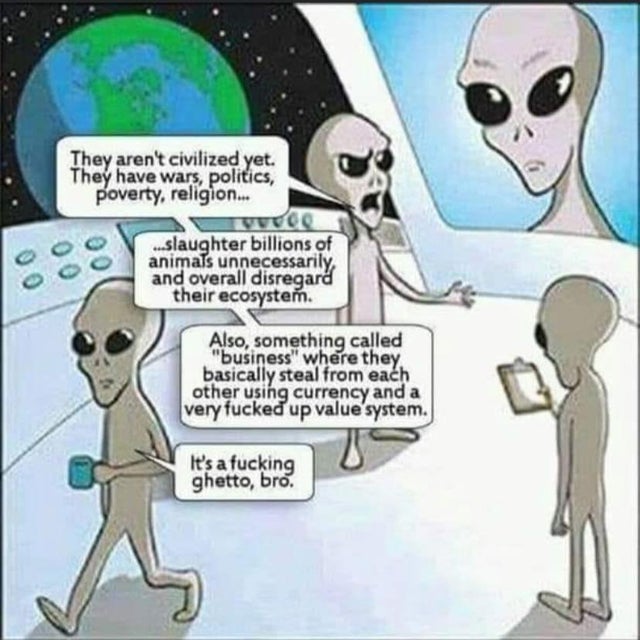 They aren't civilized yet.
They have wars, politics,
poverty, religion...
...slaughter billions of
animals unnecessarily,
and overall disregard
their ecosystem.
Also, something called
"business" where they
basically steal from each
other using currency and a
very fucked up value system.
It's a fucking
ghetto, bro.